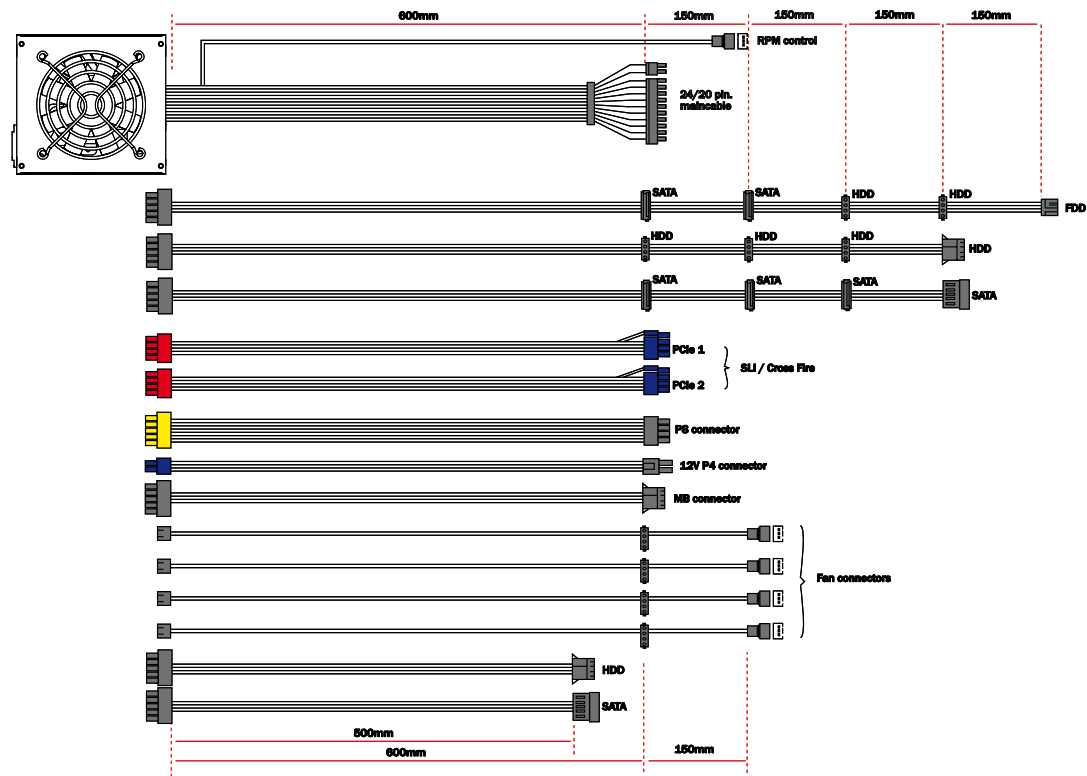 600mm
150mm
150mm
150mm
150mm
RPM control
24/20 pin.
maincable
SATA
SATA
HDD
HDD
FDD
HDD
HDD
HDD
HDD
SATA
SATA
SATA
SATA
PCIe 1
SLI / Cross Fire
PCIe 2
P8 connector
12V P4 connector
MB connector
Fan connectors
HDD
SATA
500mm
600mm
150mm